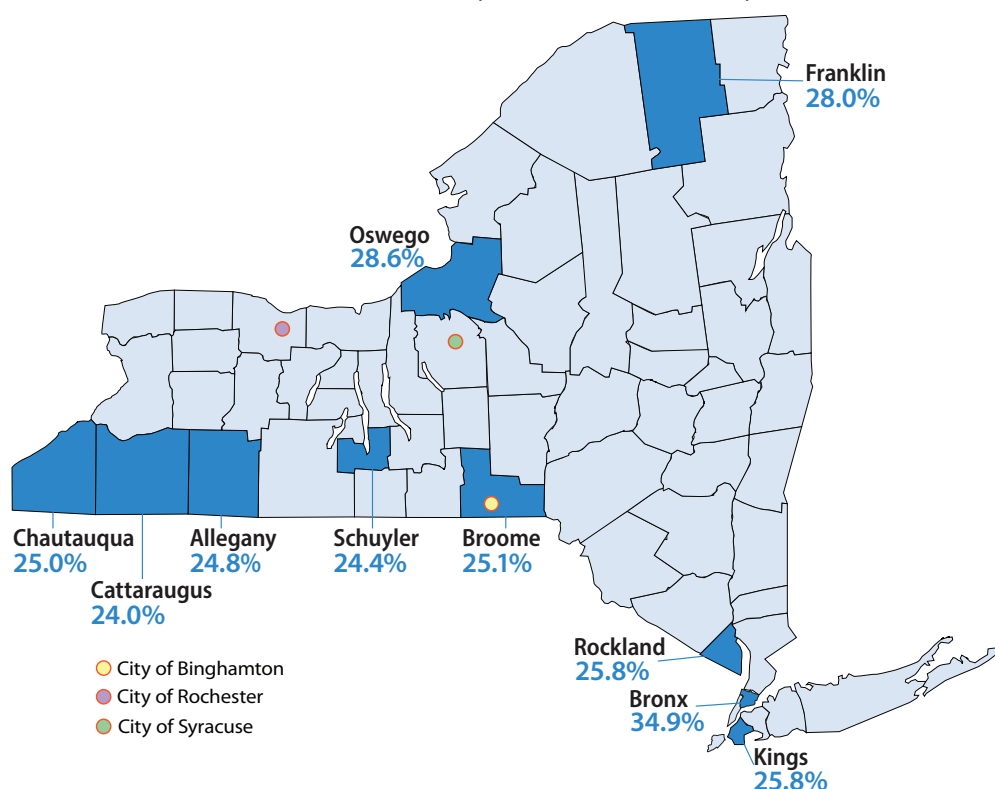 Franklin
28.0%
Oswego
28.6%
Chautauqua
25.0%
Cattaraugus
24.0%
Allegany
24.8%
Schuyler
24.4%
Broome
25.1%
Rockland
25.8%
Bronx
34.9%
Kings
25.8%
City of Binghamton
City of Rochester
City of Syracuse